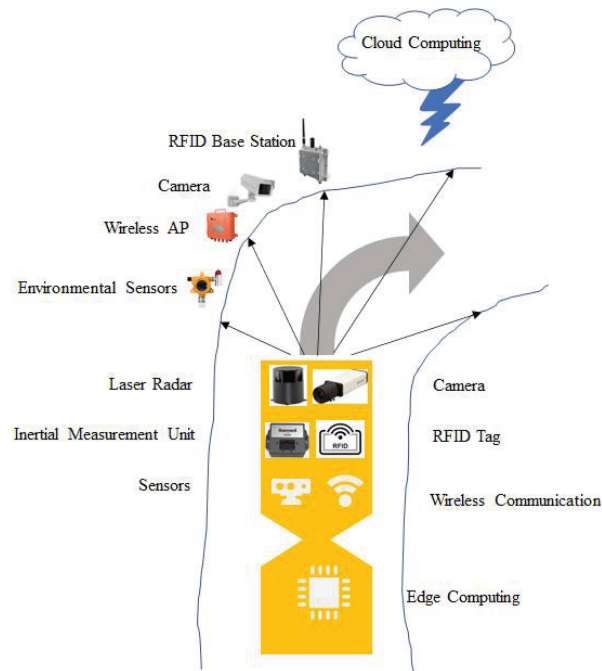 Cloud Computing
RFID Base Station
Camera
Wireless AP
Environmental Sensors
Laser Radar
Camera
Inertial Measurement Unit
RFID
RFID Tag
Sensors
Wireless Communication
Edge Computing